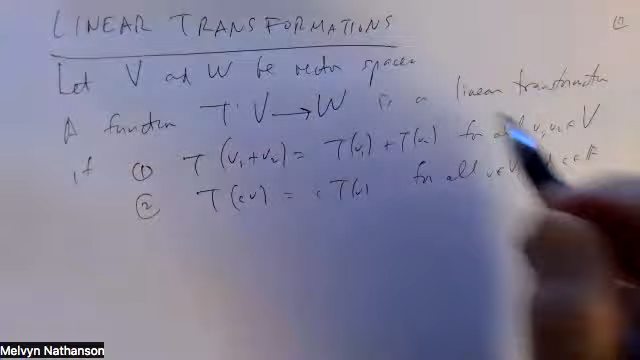 LINEAR TRANSFORMATIONS
Let V ad W be vector spaces
A function T: V → W is a linear transformation
if ① T(v₁+v₂) = T(v₁) + T(v₂) for all v₁, v₂ ∈ V
② T(cv) = cT(v) for all v ∈ V, c ∈ F
Melvyn Nathanson